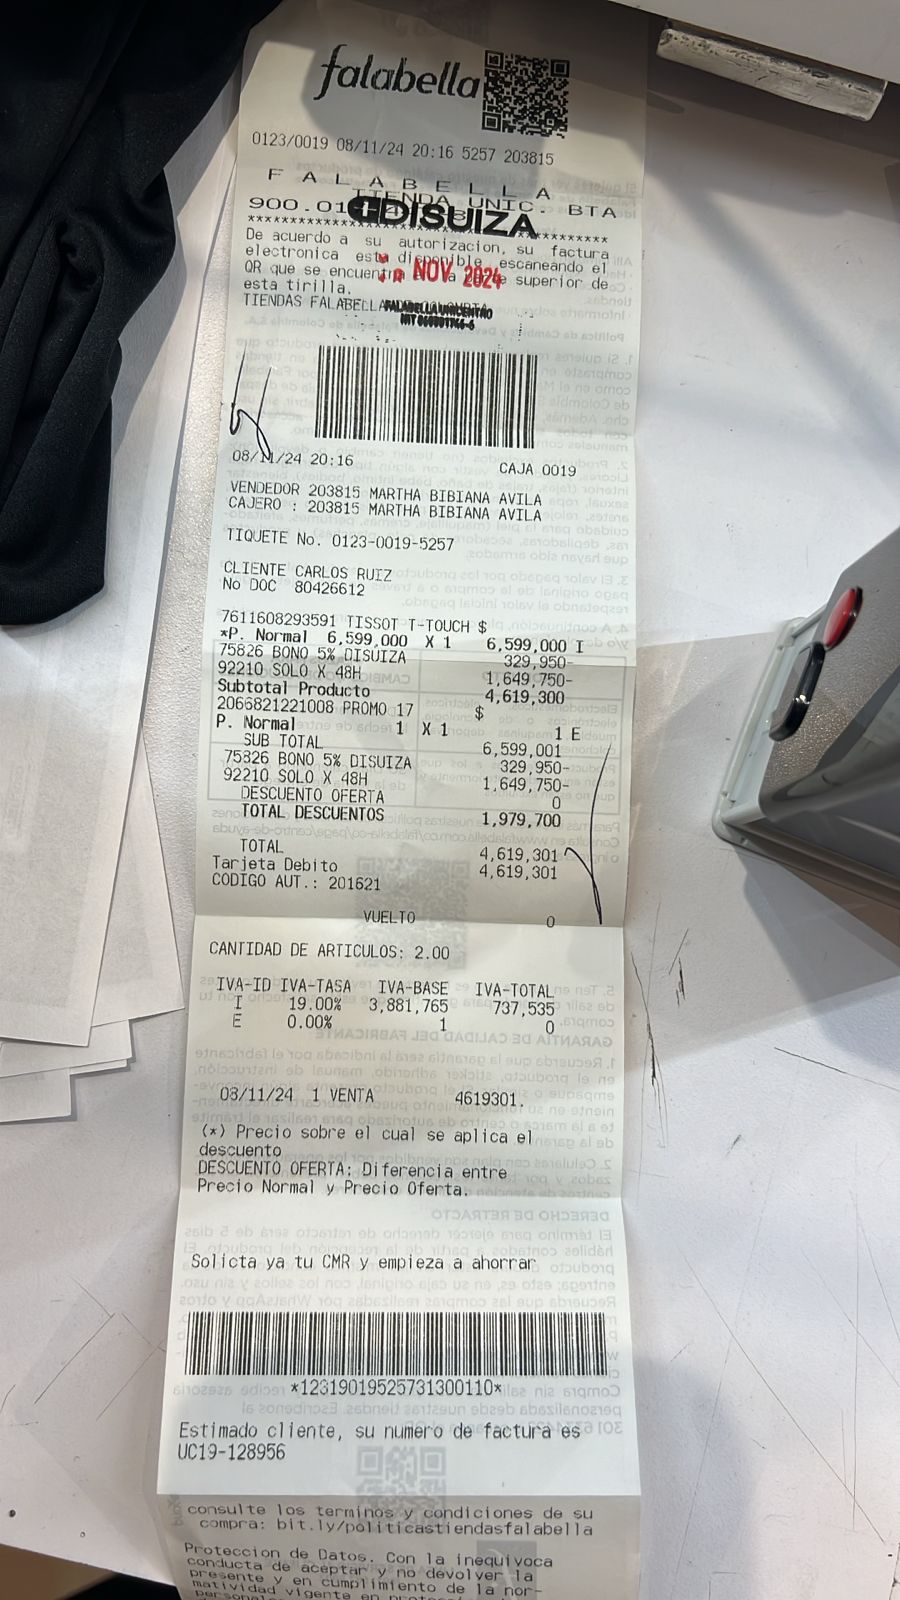 falabella
0123/0019 08/11/24 20:16 5257 203815
F A L A B E L L A
TIENDA UNIC. BTA
900.01
DISUIZA
***************************************
De acuerdo a su autorizacion, su factura
electronica esta disponible escaneando el
QR que se encuentra en la parte superior de
esta tirilla.
NOV. 2024
TIENDAS FALABELLA
FALABELLA UNICENTRO
08/11/24 20:16 CAJA 0019
VENDEDOR 203815 MARTHA BIBIANA AVILA
CAJERO : 203815 MARTHA BIBIANA AVILA
TIQUETE No. 0123-0019-5257
CLIENTE CARLOS RUIZ
No DOC 80426612
7611608293591 TISSOT T-TOUCH $
*P. Normal 6,599,000 X 1 6,599,000 I
75826 BONO 5% DISUIZA 329,950-
92210 SOLO X 48H 1,649,750-
Subtotal Producto 4,619,300
2066821221008 PROMO 17 $
P. Normal 1 X 1 1 E
SUB TOTAL 6,599,001
75826 BONO 5% DISUIZA 329,950-
92210 SOLO X 48H 1,649,750-
DESCUENTO OFERTA 0
TOTAL DESCUENTOS 1,979,700
TOTAL 4,619,301
Tarjeta Debito 4,619,301
CODIGO AUT.: 201621
VUELTO 0
CANTIDAD DE ARTICULOS: 2.00
IVA-ID IVA-TASA IVA-BASE IVA-TOTAL
I 19.00% 3,881,765 737,535
E 0.00% 1 0
08/11/24 1 VENTA 4619301.
(*) Precio sobre el cual se aplica el
descuento
DESCUENTO OFERTA: Diferencia entre
Precio Normal y Precio Oferta.
Solicta ya tu CMR y empieza a ahorrar
*12319019525731300110*
Estimado cliente, su numero de factura es
UC19-128956
consulte los terminos y condiciones de su
compra: bit.ly/politicastiendasfalabella
Proteccion de Datos. Con la inequivoca
conducta de aceptar y no devolver la
presente y en cumplimiento de la nor-
matividad vigente en